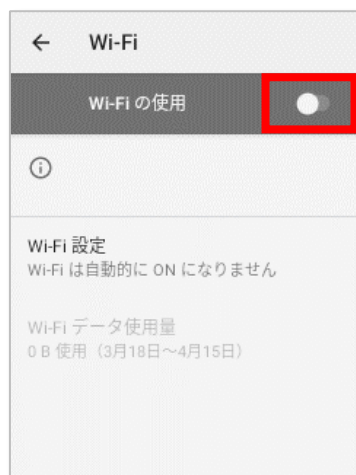 Wi-Fi
Wi-Fi の使用
Wi-Fi 設定
Wi-Fi は自動的に ON になりません
Wi-Fi データ使用量
0 B 使用（3月18日～4月15日）